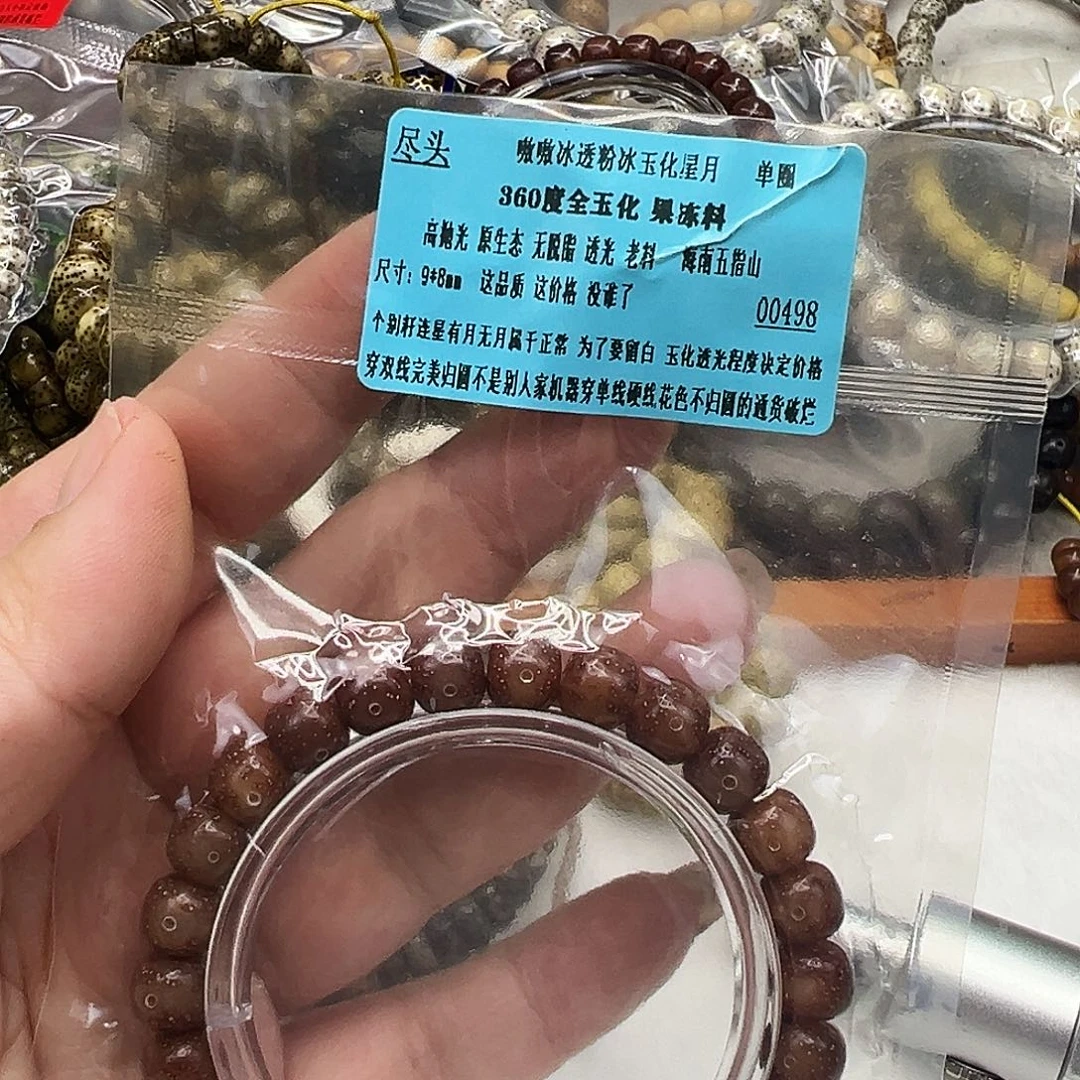 尽头 嗷嗷冰透粉冰玉化星月 单圈
360度全玉化 果冻料
高抛光 原生态 无脱脂 透光 老料 海南五指山
尺寸：9*8mm 这品质 这价格 没谁了 00498
个别籽连星有月无月属于正常 为了要留白 玉化透光程度决定价格
穿双线完美归圆不是别人家机器穿单线硬线花色不归圆的通货破烂